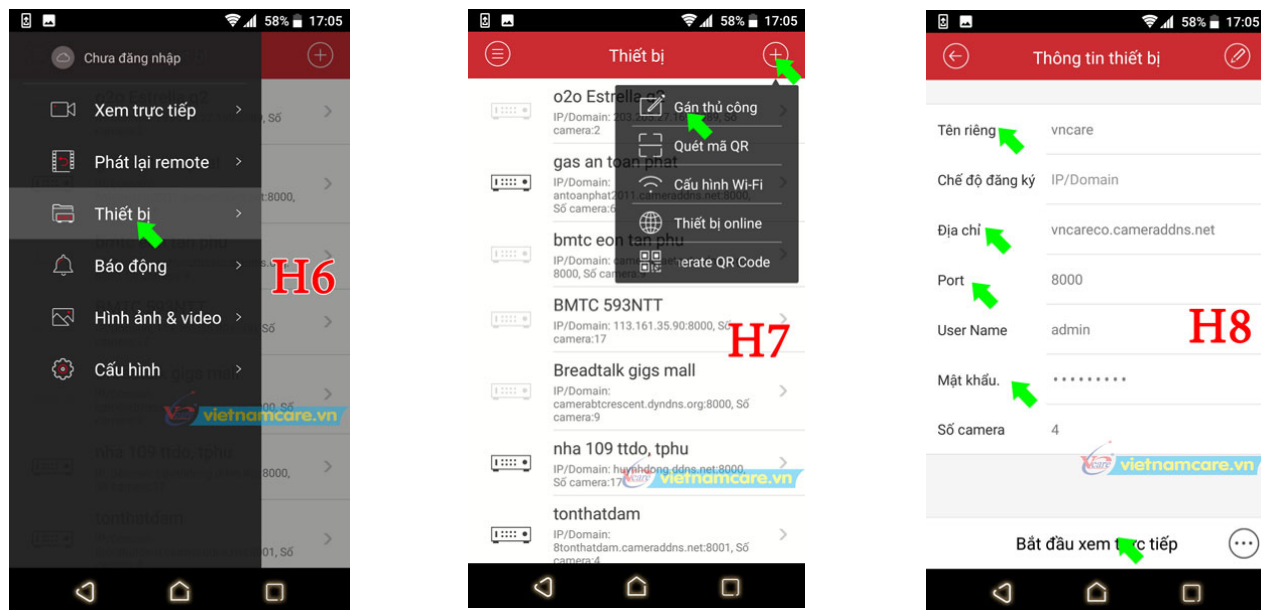 58% 17:05
Chưa đăng nhập
Xem trực tiếp
Phát lại remote
Thiết bị
Báo động
Hình ảnh & video
Cấu hình
H6
vietnamcare.vn
58% 17:05
Thiết bị
Gán thủ công
Quét mã QR
Cấu hình Wi-Fi
Thiết bị online
erate QR Code
o2o Estrella
IP/Domain:
camera:2
gas an toan phat
IP/Domain:
antoanphat2011.cameraddns.net:8000,
Số camera:6
bmtc eon tan phu
IP/Domain:
8000, Số
BMTC 593NTT
IP/Domain: 113.161.35.90:8000, Số
camera:17
H7
Breadtalk gigs mall
IP/Domain:
camerabtcrescent.dyndns.org:8000, Số
camera:9
nha 109 ttdo, tphu
IP/Domain: huynhdong.ddns.net:8000,
Số camera:17
vietnamcare.vn
tonthatdam
IP/Domain:
8tonthatdam.cameraddns.net:8001, Số
camera:4
58% 17:05
Thông tin thiết bị
Tên riêng vncare
Chế độ đăng ký IP/Domain
Địa chỉ vncareco.cameraddns.net
Port 8000
User Name admin
H8
Mật khẩu. •••••••••
Số camera 4
vietnamcare.vn
Bắt đầu xem trực tiếp